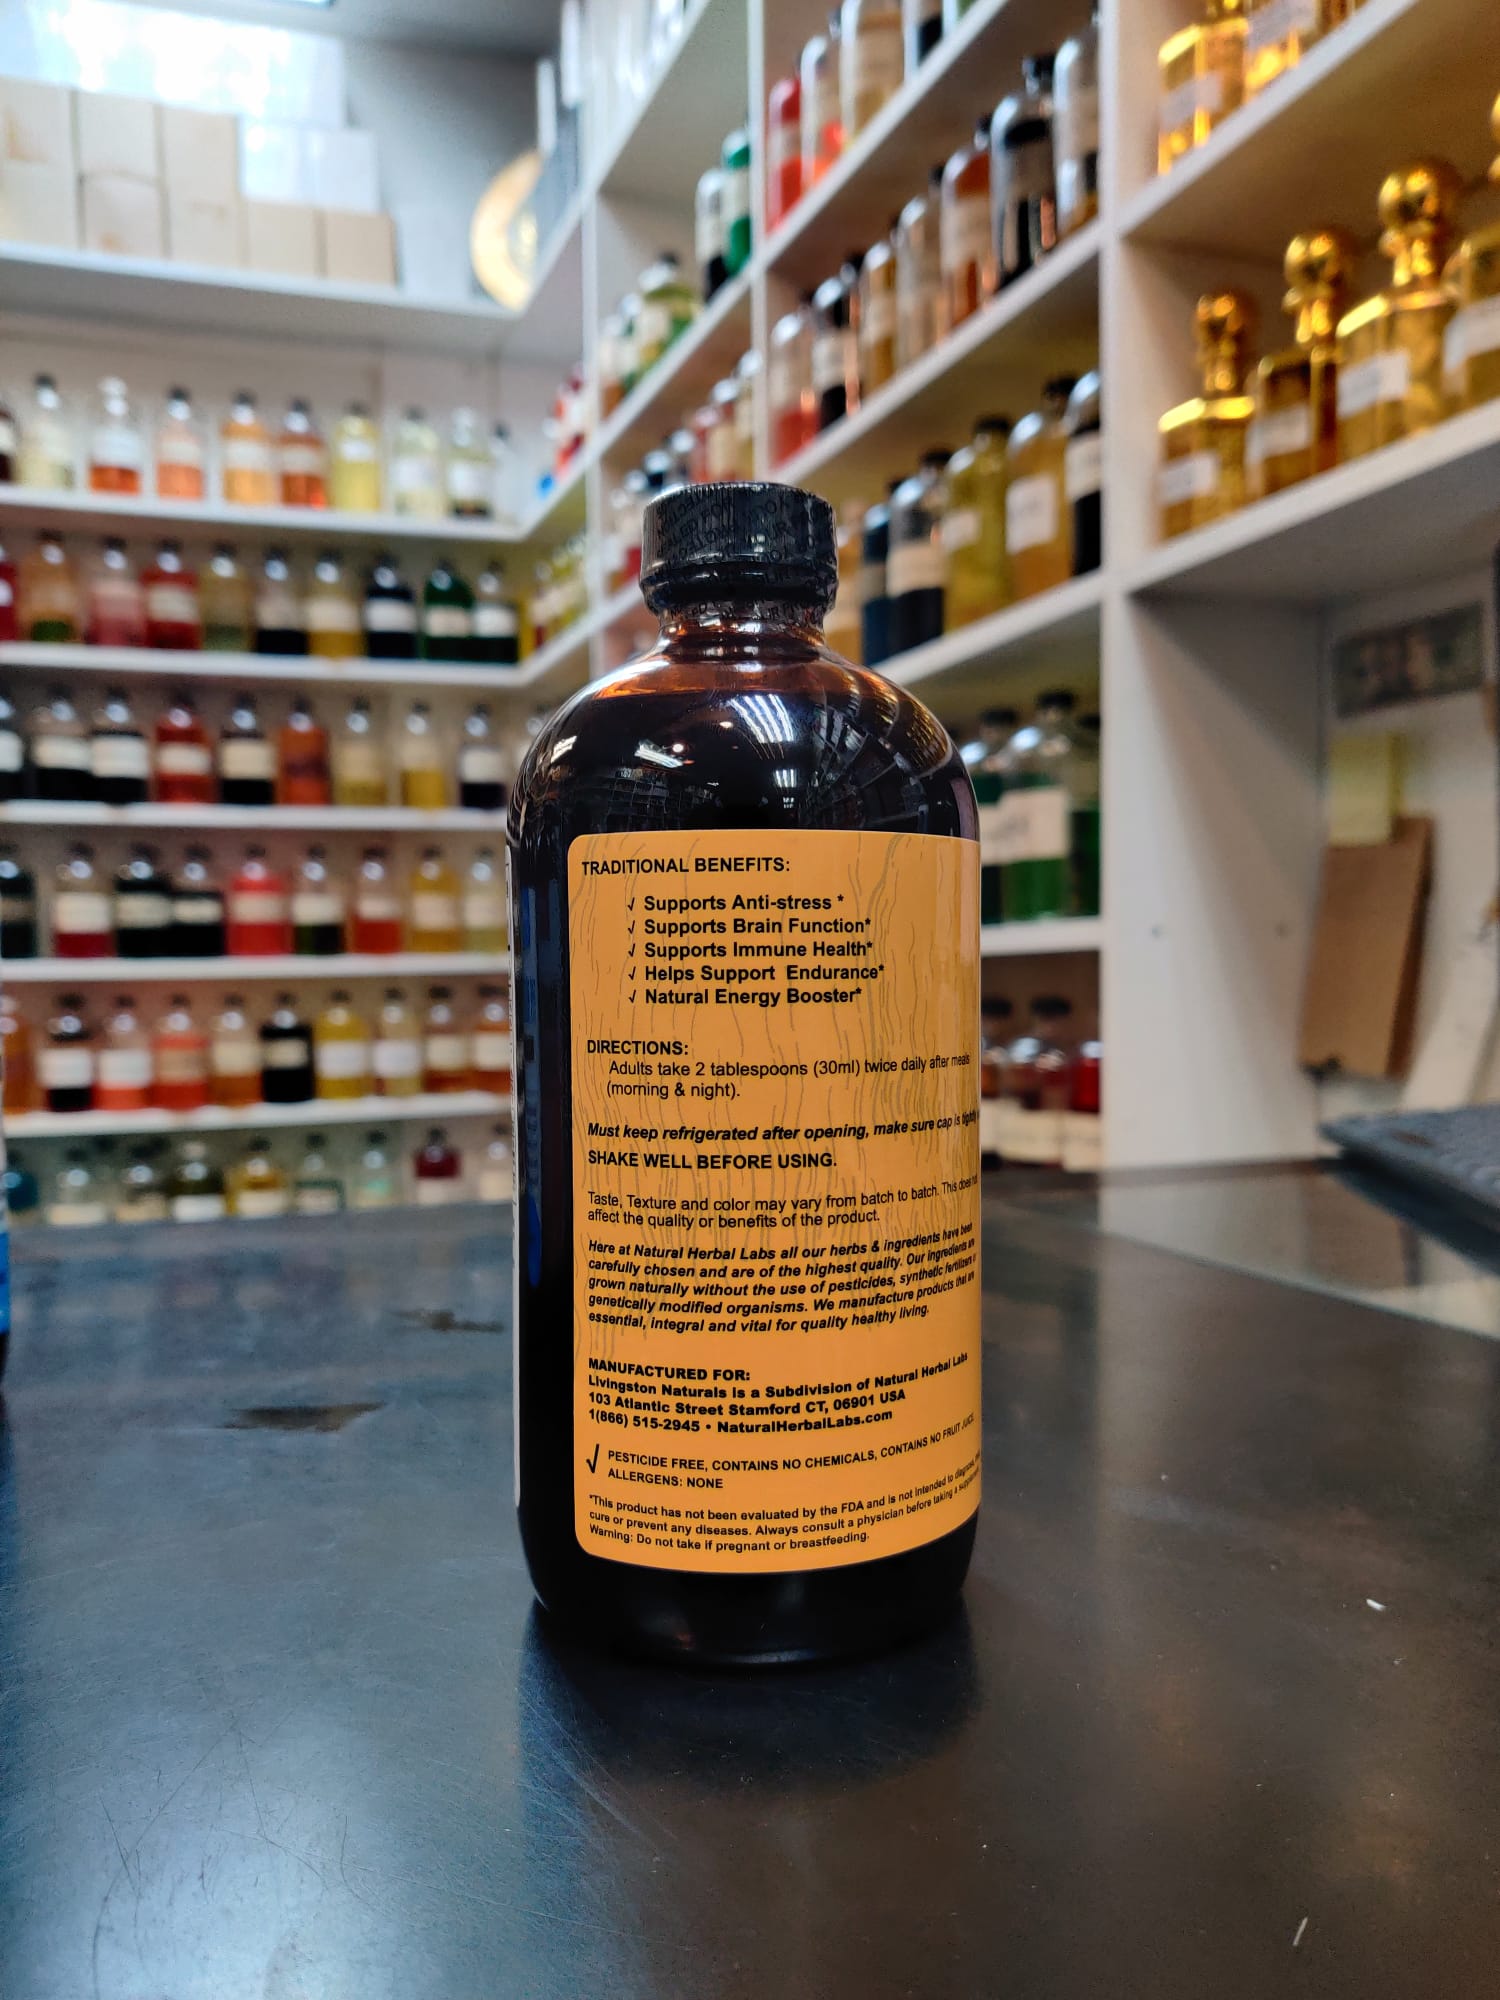 TRADITIONAL BENEFITS:
√ Supports Anti-stress *
√ Supports Brain Function*
√ Supports Immune Health*
√ Helps Support Endurance*
√ Natural Energy Booster*
DIRECTIONS:
Adults take 2 tablespoons (30ml) twice daily after meals
(morning & night).
Must keep refrigerated after opening, make sure cap is tightly
SHAKE WELL BEFORE USING.
Taste, Texture and color may vary from batch to batch. This does not
affect the quality or benefits of the product.
Here at Natural Herbal Labs all our herbs & ingredients have been
carefully chosen and are of the highest quality. Our ingredients are
grown naturally without the use of pesticides, synthetic fertilizers or
genetically modified organisms. We manufacture products that are
essential, integral and vital for quality healthy living.
MANUFACTURED FOR:
Livingston Naturals is a Subdivision of Natural Herbal Labs
103 Atlantic Street Stamford CT, 06901 USA
1(866) 515-2945 • NaturalHerbalLabs.com
√ PESTICIDE FREE, CONTAINS NO CHEMICALS, CONTAINS NO FRUIT JUICE
ALLERGENS: NONE
*This product has not been evaluated by the FDA and is not intended to diagnose,
cure or prevent any diseases. Always consult a physician before taking a
Warning: Do not take if pregnant or breastfeeding.